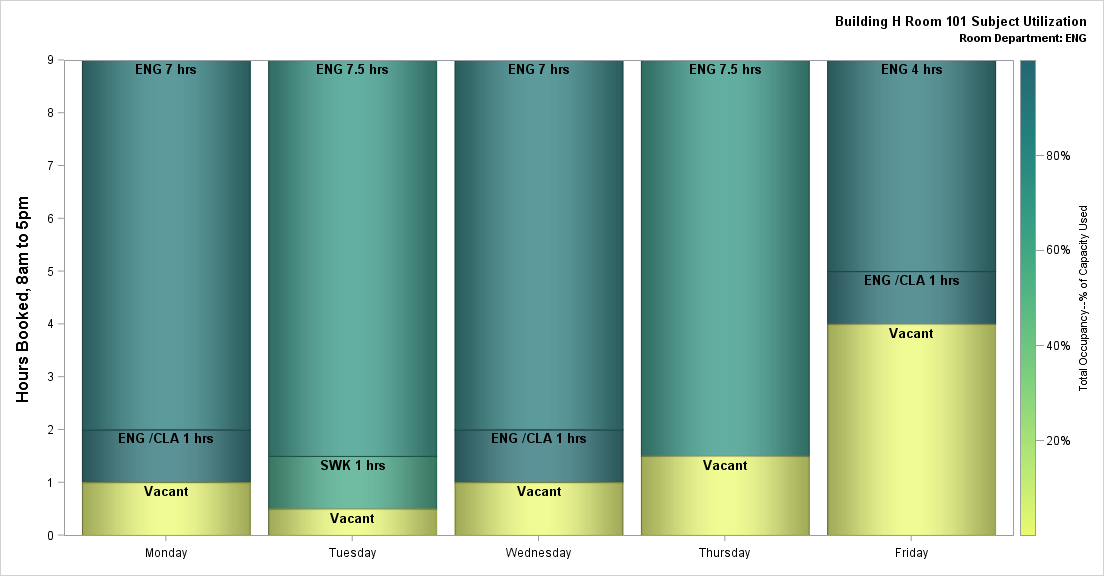 Building H Room 101 Subject Utilization
Room Department: ENG
Hours Booked, 8am to 5pm
9
8
7
6
5
4
3
2
1
0
ENG 7 hrs
ENG /CLA 1 hrs
Vacant
Monday
ENG 7.5 hrs
SWK 1 hrs
Vacant
Tuesday
ENG 7 hrs
ENG /CLA 1 hrs
Vacant
Wednesday
ENG 7.5 hrs
Vacant
Thursday
ENG 4 hrs
ENG /CLA 1 hrs
Vacant
Friday
80%
60%
40%
20%
Total Occupancy--% of Capacity Used